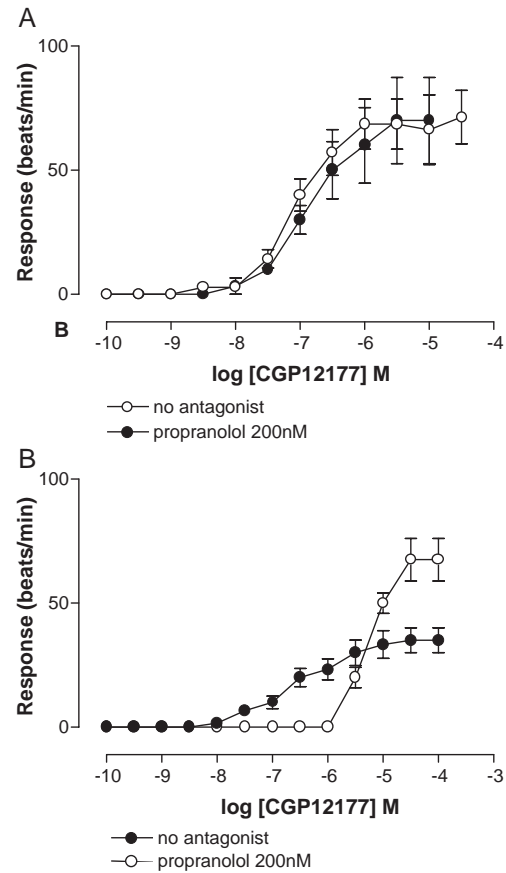 A
100
50
0
Response (beats/min)
B
-10 -9 -8 -7 -6 -5 -4
log [CGP12177] M
no antagonist
propranolol 200nM
B
100
50
0
Response (beats/min)
-10 -9 -8 -7 -6 -5 -4 -3
log [CGP12177] M
no antagonist
propranolol 200nM